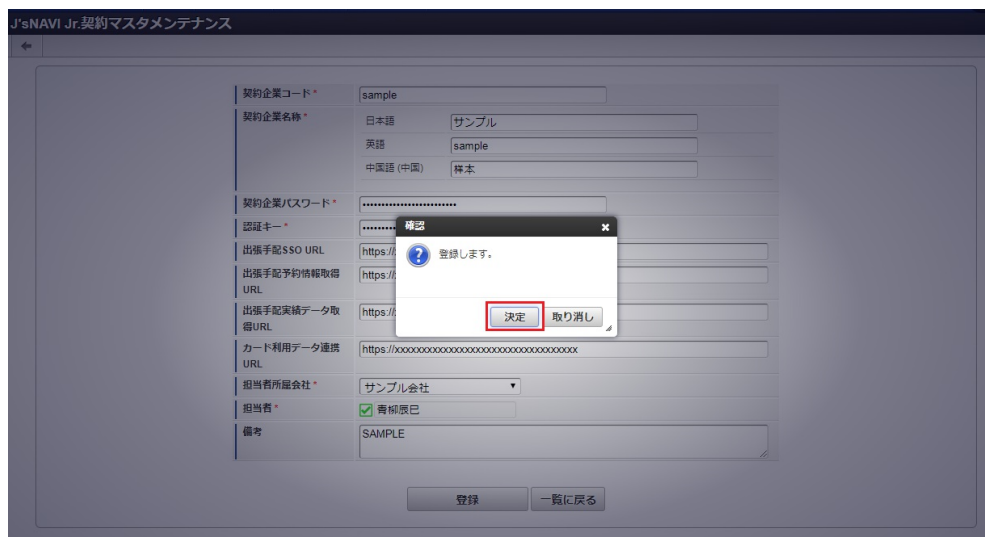 J'sNAVI Jr.契約マスタメンテナンス
契約企業コード*
sample
契約企業名称*
日本語
サンプル
英語
sample
中国語 (中国)
样本
契約企業パスワード*
••••••••••••••••••••••••••
認証キー*
確認
出張手配SSO URL
https://
登録します。
出張手配予約情報取得
URL
https://
出張手配実績データ取
得URL
https://
決定
取り消し
カード利用データ連携
URL
https://xxxxxxxxxxxxxxxxxxxxxxxxxxxxxxxxxx
担当者所属会社*
サンプル会社
担当者*
青柳辰巳
備考
SAMPLE
登録
一覧に戻る